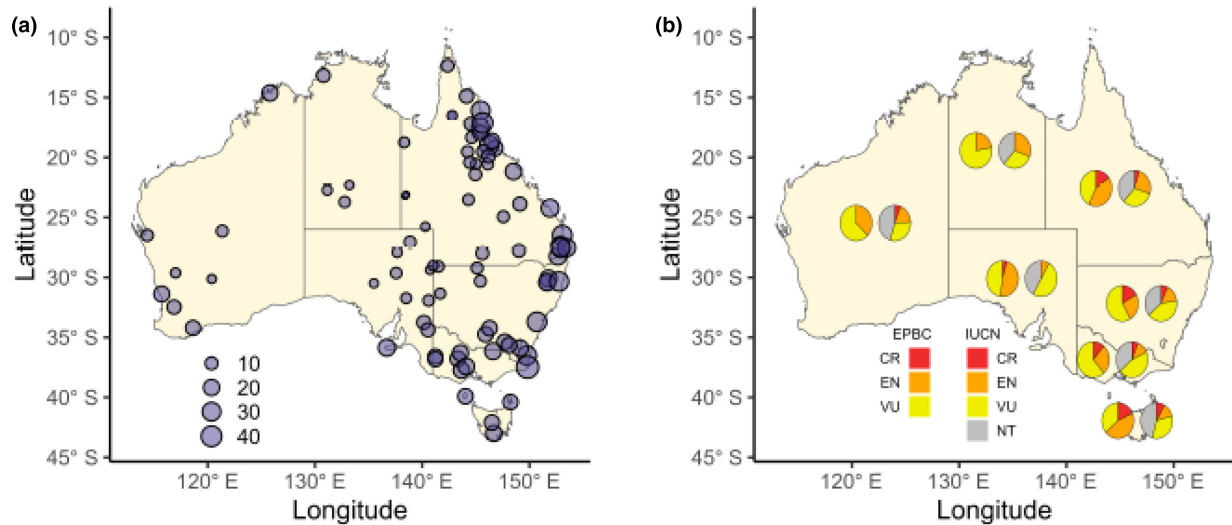 (a)
10° S
15° S
20° S
25° S
30° S
35° S
40° S
45° S
Latitude
10
20
30
40
120° E
130° E
140° E
150° E
Longitude
(b)
10° S
15° S
20° S
25° S
30° S
35° S
40° S
45° S
Latitude
EPBC IUCN
CR CR
EN EN
VU VU
NT
120° E
130° E
140° E
150° E
Longitude